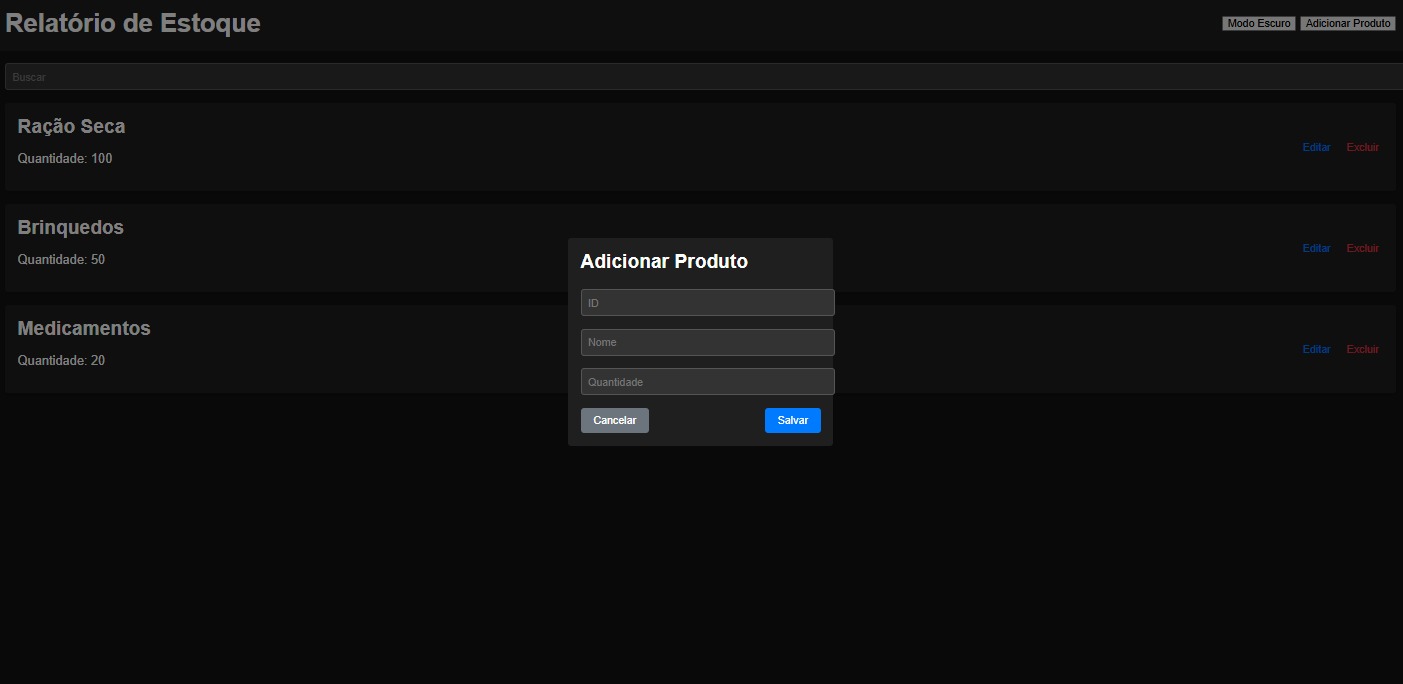 Relatório de Estoque
Modo Escuro
Adicionar Produto
Buscar
Ração Seca
Quantidade: 100
Editar
Excluir
Brinquedos
Quantidade: 50
Editar
Excluir
Medicamentos
Quantidade: 20
Editar
Excluir
Adicionar Produto
ID
Nome
Quantidade
Cancelar
Salvar